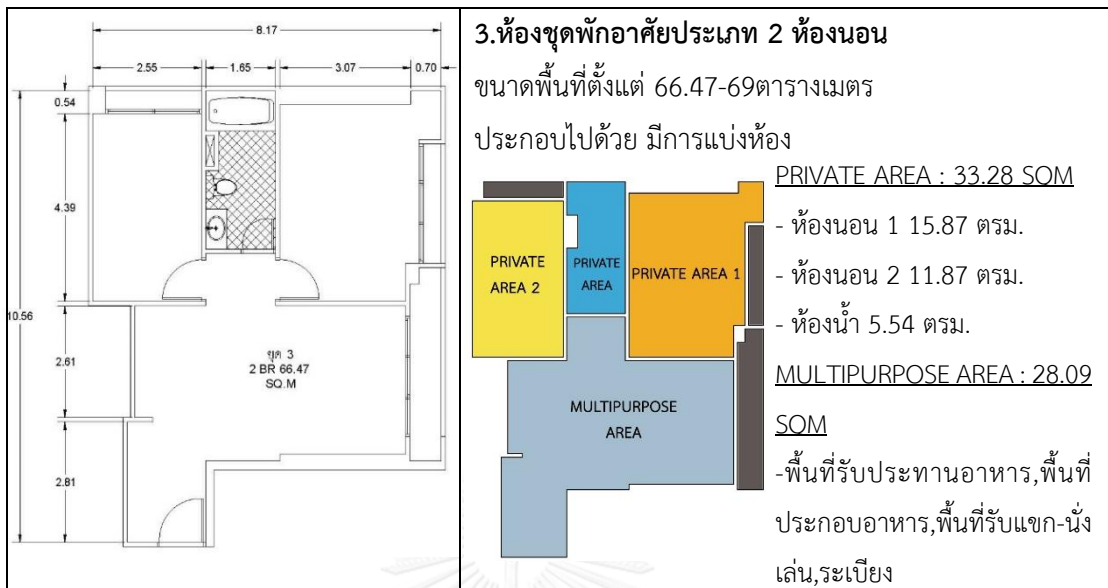 8.17
2.55
1.65
3.07
0.70
0.54
4.39
10.56
2.61
2.81
ชุด 3
2 BR 66.47
SQ.M
3.ห้องชุดพักอาศัยประเภท 2 ห้องนอน
ขนาดพื้นที่ตั้งแต่ 66.47-69ตารางเมตร
ประกอบไปด้วย มีการแบ่งห้อง
PRIVATE
AREA 2
PRIVATE
AREA
PRIVATE AREA 1
MULTIPURPOSE
AREA
PRIVATE AREA : 33.28 SQM
- ห้องนอน 1 15.87 ตรม.
- ห้องนอน 2 11.87 ตรม.
- ห้องน้ำ 5.54 ตรม.
MULTIPURPOSE AREA : 28.09
SQM
-พื้นที่รับประทานอาหาร,พื้นที่
ประกอบอาหาร,พื้นที่รับแขก-นั่ง
เล่น,ระเบียง